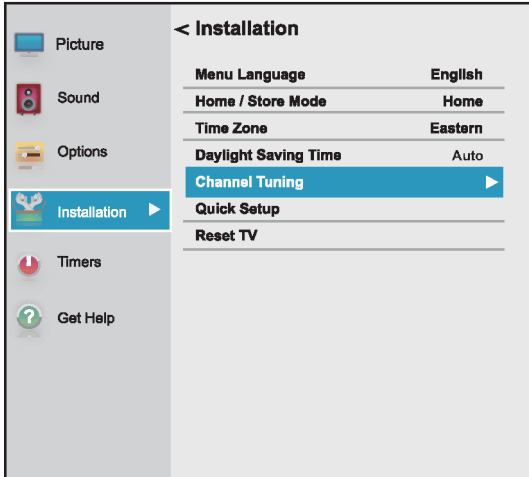 Picture
Sound
Options
Installation
Timers
Get Help
< Installation
Menu Language English
Home / Store Mode Home
Time Zone Eastern
Daylight Saving Time Auto
Channel Tuning
Quick Setup
Reset TV